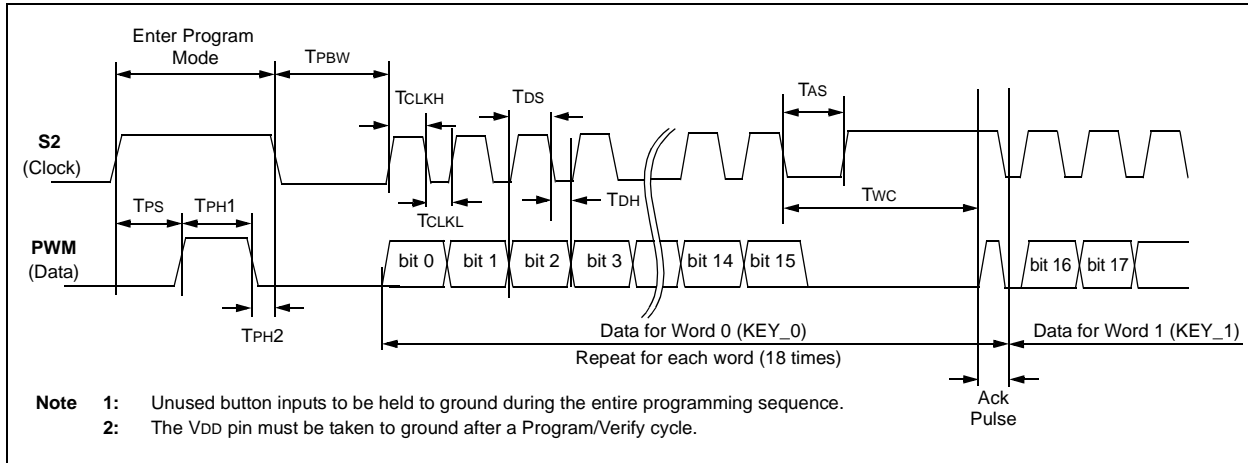 Enter Program
Mode
TPBW
TCLKH
TDS
TAS
S2
(Clock)
TPS
TPH1
TCLKL
TDH
TWC
PWM
(Data)
bit 0
bit 1
bit 2
bit 3
bit 14
bit 15
bit 16
bit 17
TPH2
Data for Word 0 (KEY_0)
Data for Word 1 (KEY_1)
Repeat for each word (18 times)
Ack
Pulse
Note 1: Unused button inputs to be held to ground during the entire programming sequence.
2: The VDD pin must be taken to ground after a Program/Verify cycle.